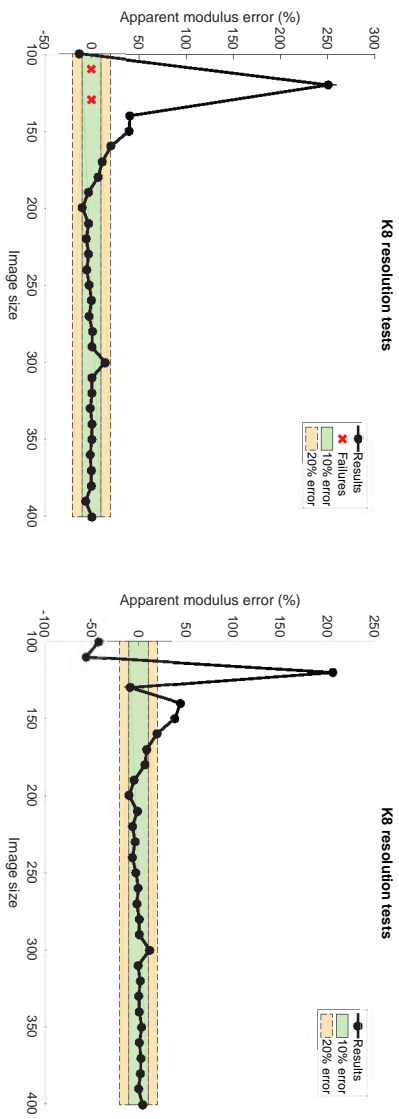 K8 resolution tests
Apparent modulus error (%)
300
250
200
150
100
50
0
-50
100
150
200
250
300
350
400
Image size
Results
Failures
10% error
20% error
K8 resolution tests
Apparent modulus error (%)
250
200
150
100
50
0
-50
-100
100
150
200
250
300
350
400
Image size
Results
10% error
20% error